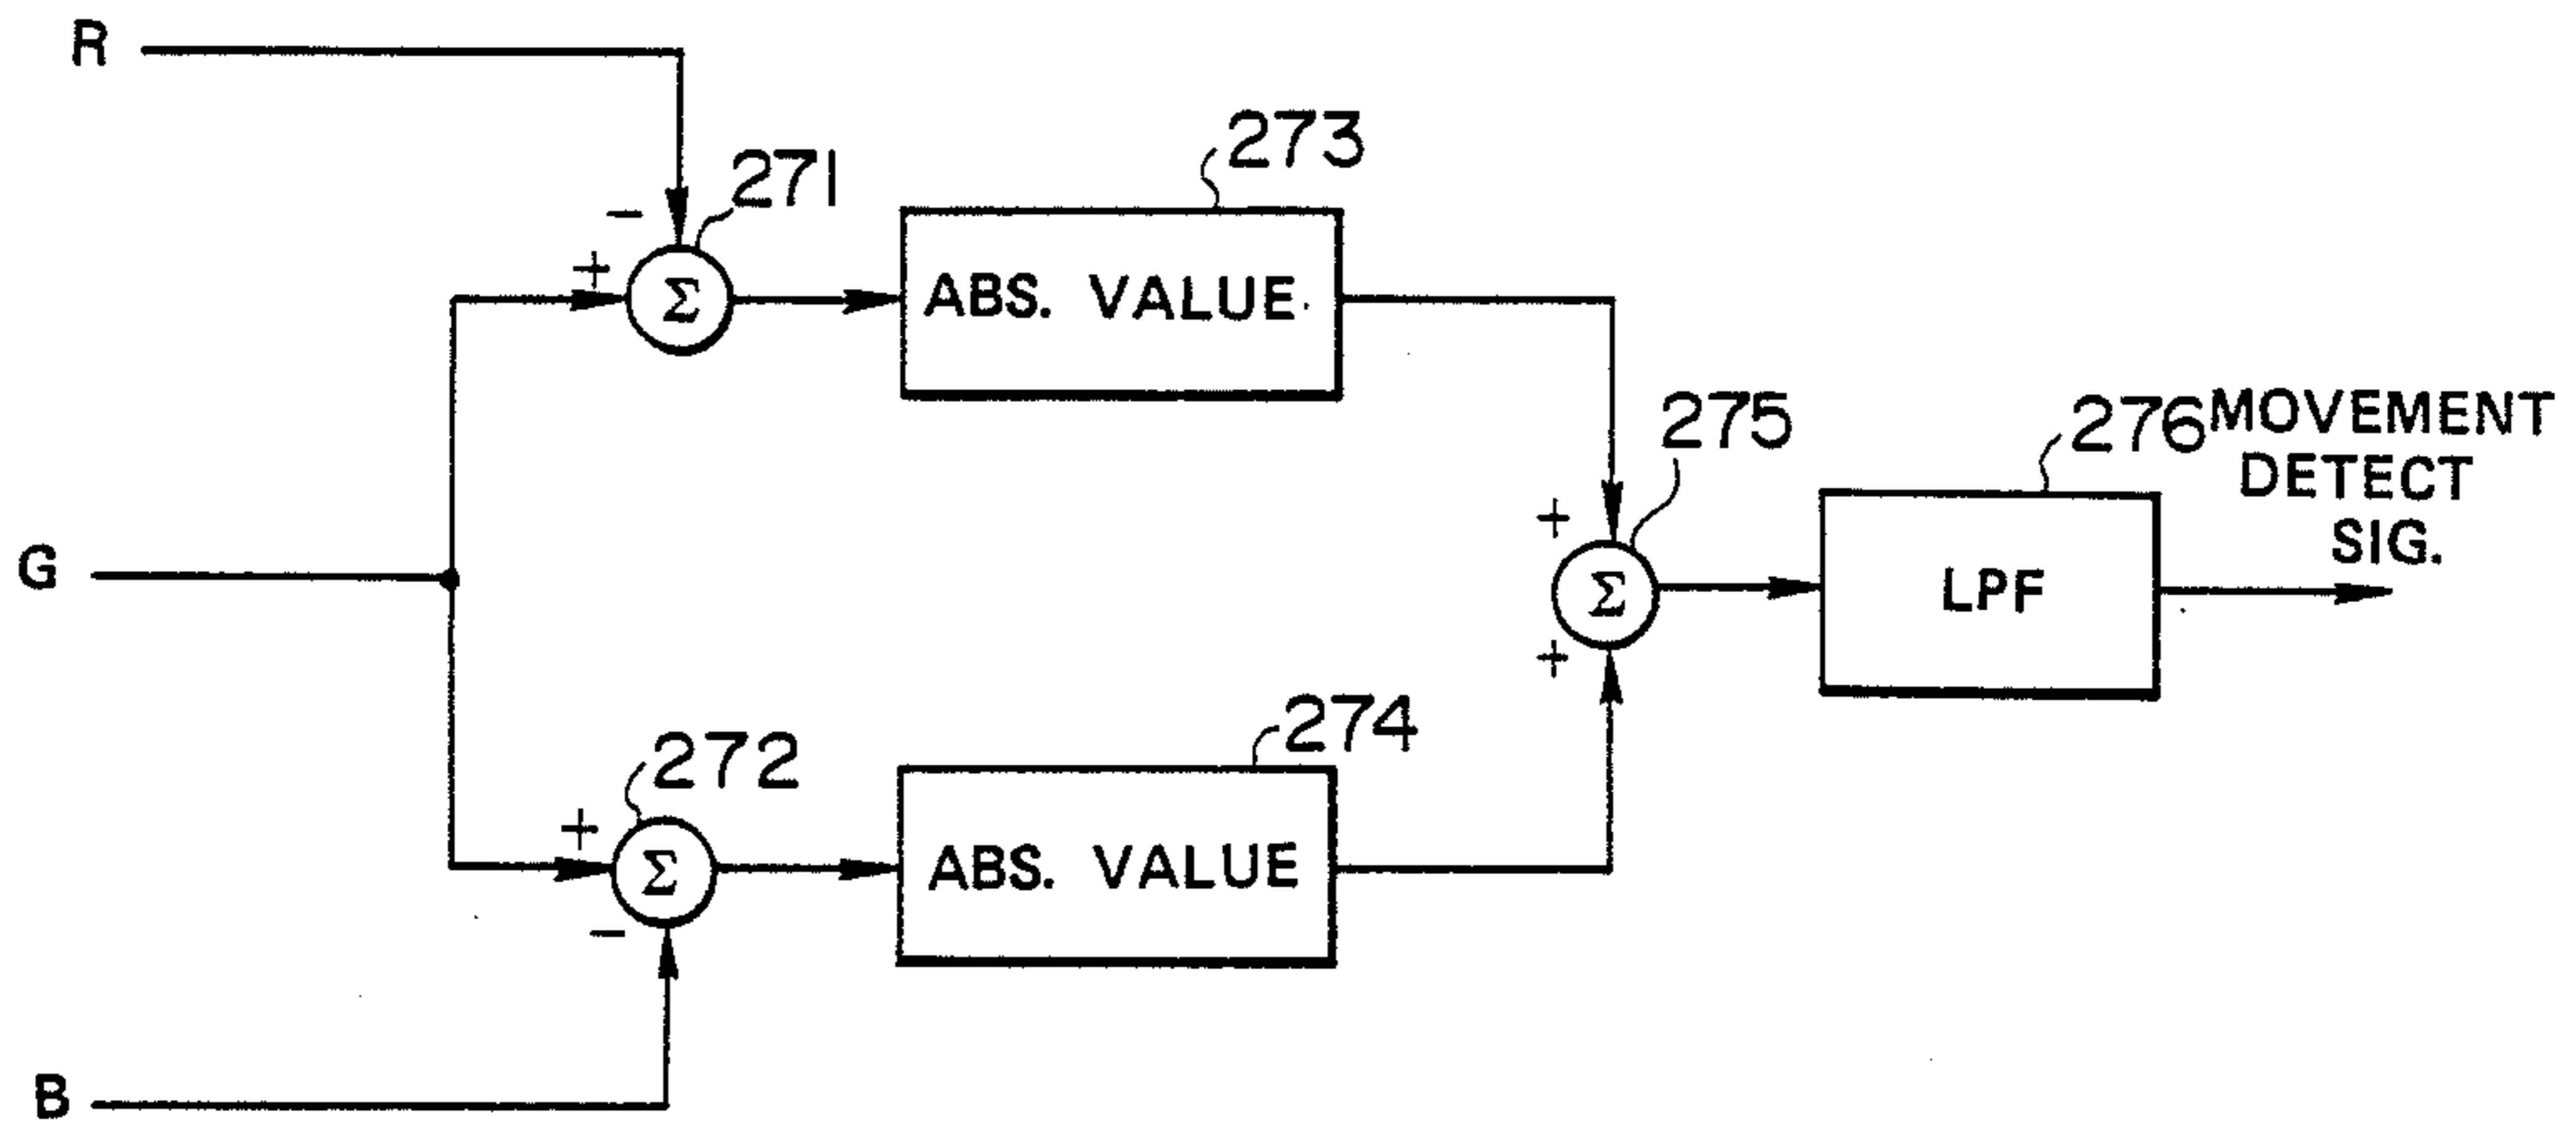 R
271
273
−
+
Σ
ABS. VALUE
275
276
MOVEMENT
DETECT
SIG.
G
+
Σ
+
LPF
272
274
+
Σ
−
ABS. VALUE
B